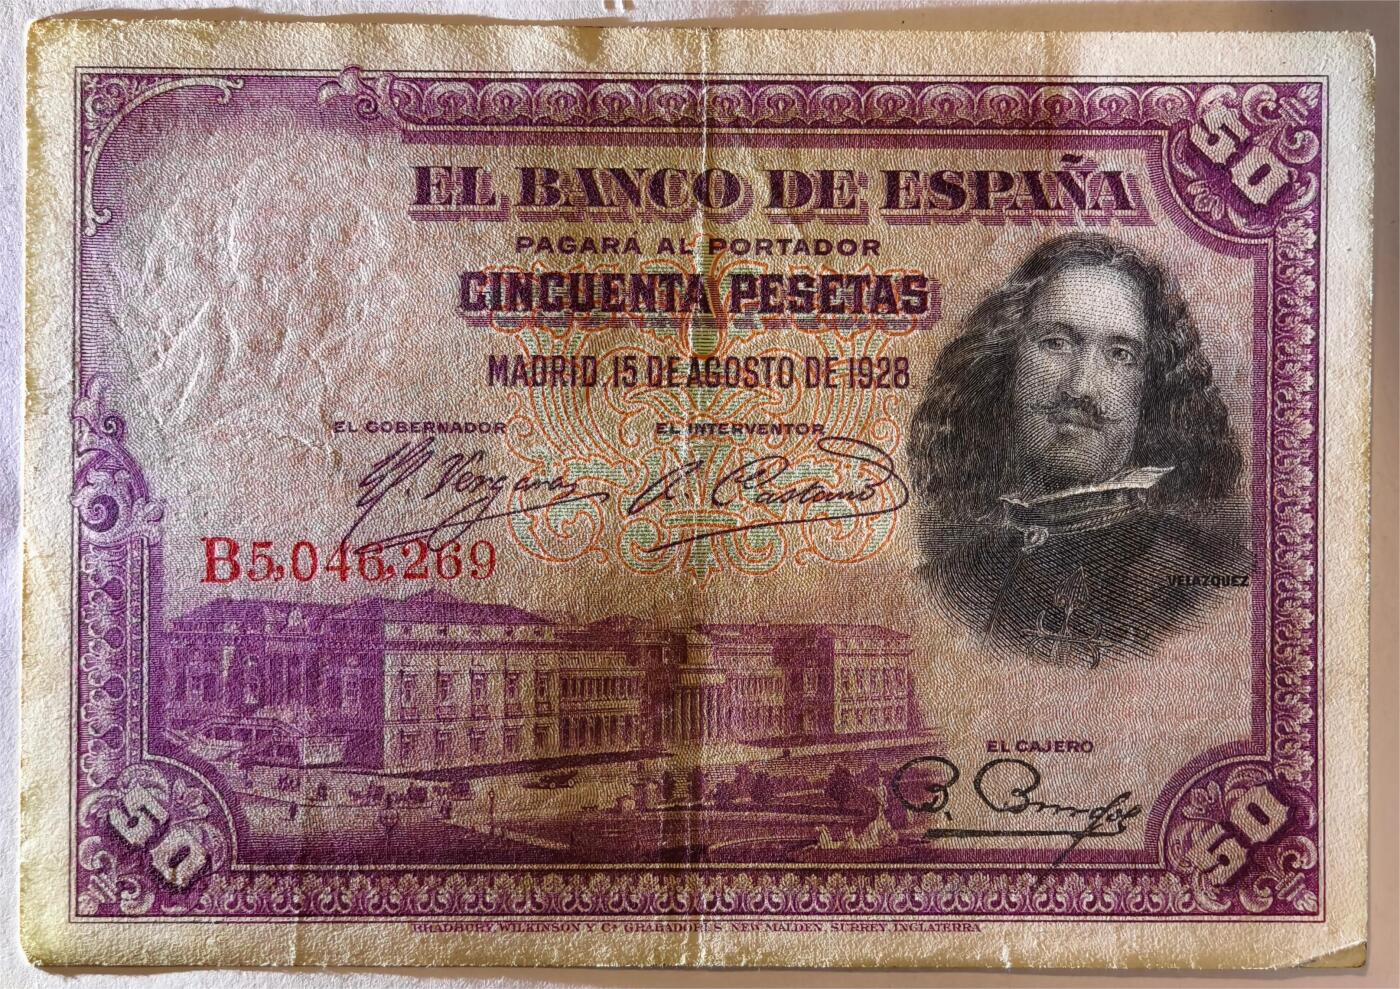 50
EL BANCO DE ESPAÑA
PAGARÁ AL PORTADOR
CINCUENTA PESETAS
MADRID, 15 DE AGOSTO DE 1928
EL GOBERNADOR EL INTERVENTOR
B5,046,269
VELAZQUEZ
EL CAJERO
50 50
BRADBURY, WILKINSON Y Cª GRABADORES, NEW MALDEN, SURREY, INGLATERRA